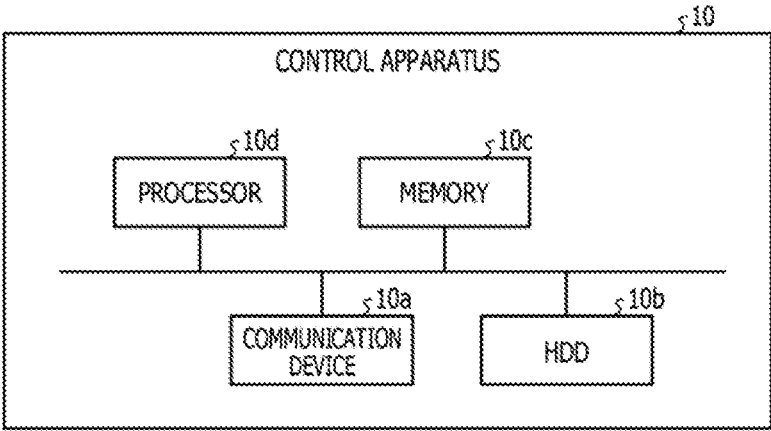 10
CONTROL APPARATUS
10d
10c
PROCESSOR
MEMORY
10a
10b
COMMUNICATION
DEVICE
HDD